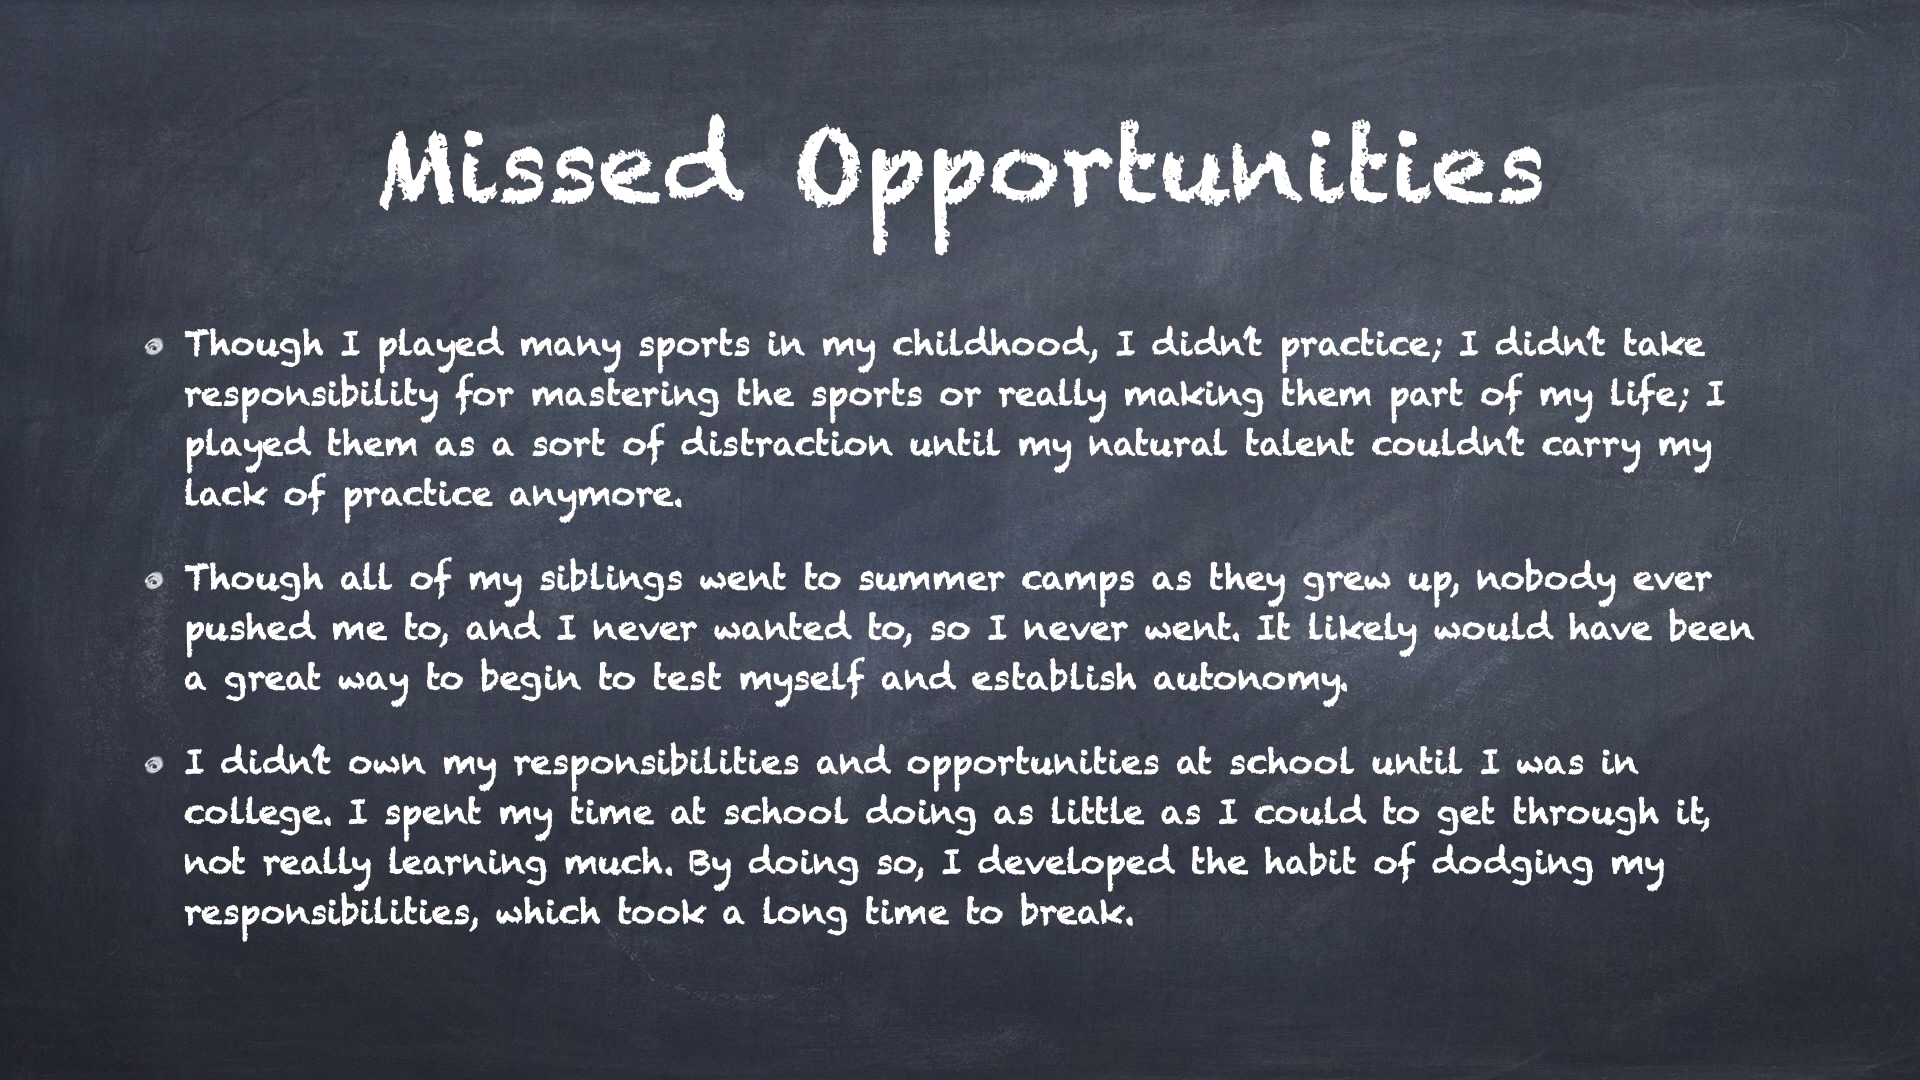 Missed Opportunities
Though I played many sports in my childhood, I didn't practice; I didn't take
responsibility for mastering the sports or really making them part of my life; I
played them as a sort of distraction until my natural talent couldn't carry my
lack of practice anymore.
Though all of my siblings went to summer camps as they grew up, nobody ever
pushed me to, and I never wanted to, so I never went. It likely would have been
a great way to begin to test myself and establish autonomy.
I didn't own my responsibilities and opportunities at school until I was in
college. I spent my time at school doing as little as I could to get through it,
not really learning much. By doing so, I developed the habit of dodging my
responsibilities, which took a long time to break.